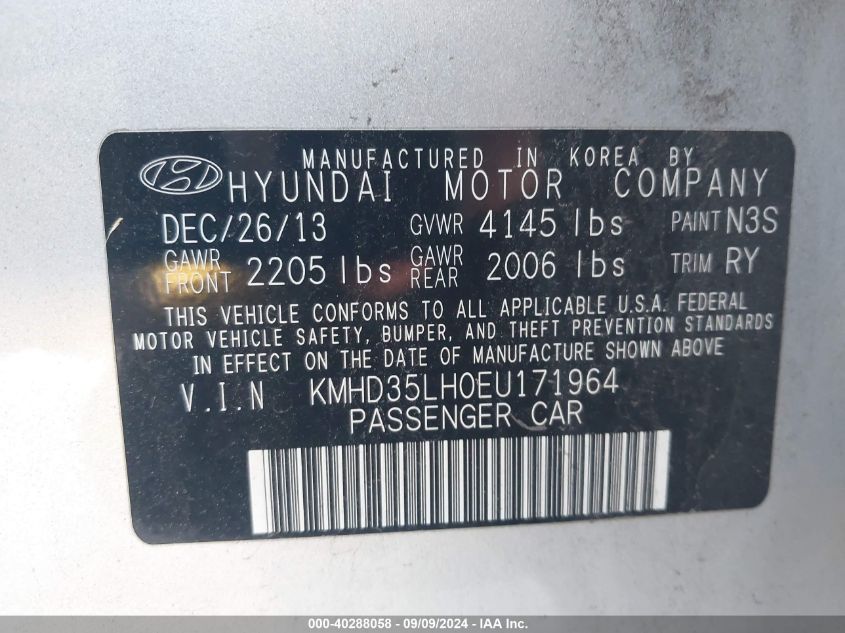 MANUFACTURED IN KOREA BY
HYUNDAI MOTOR COMPANY
DEC/26/13 GVWR 4145 lbs PAINT N3S
GAWR FRONT 2205 lbs GAWR REAR 2006 lbs TRIM RY
THIS VEHICLE CONFORMS TO ALL APPLICABLE U.S.A. FEDERAL
MOTOR VEHICLE SAFETY, BUMPER, AND THEFT PREVENTION STANDARDS
IN EFFECT ON THE DATE OF MANUFACTURE SHOWN ABOVE
V.I.N KMHD35LH0EU171964
PASSENGER CAR
000-40288058 - 09/09/2024 - IAA Inc.